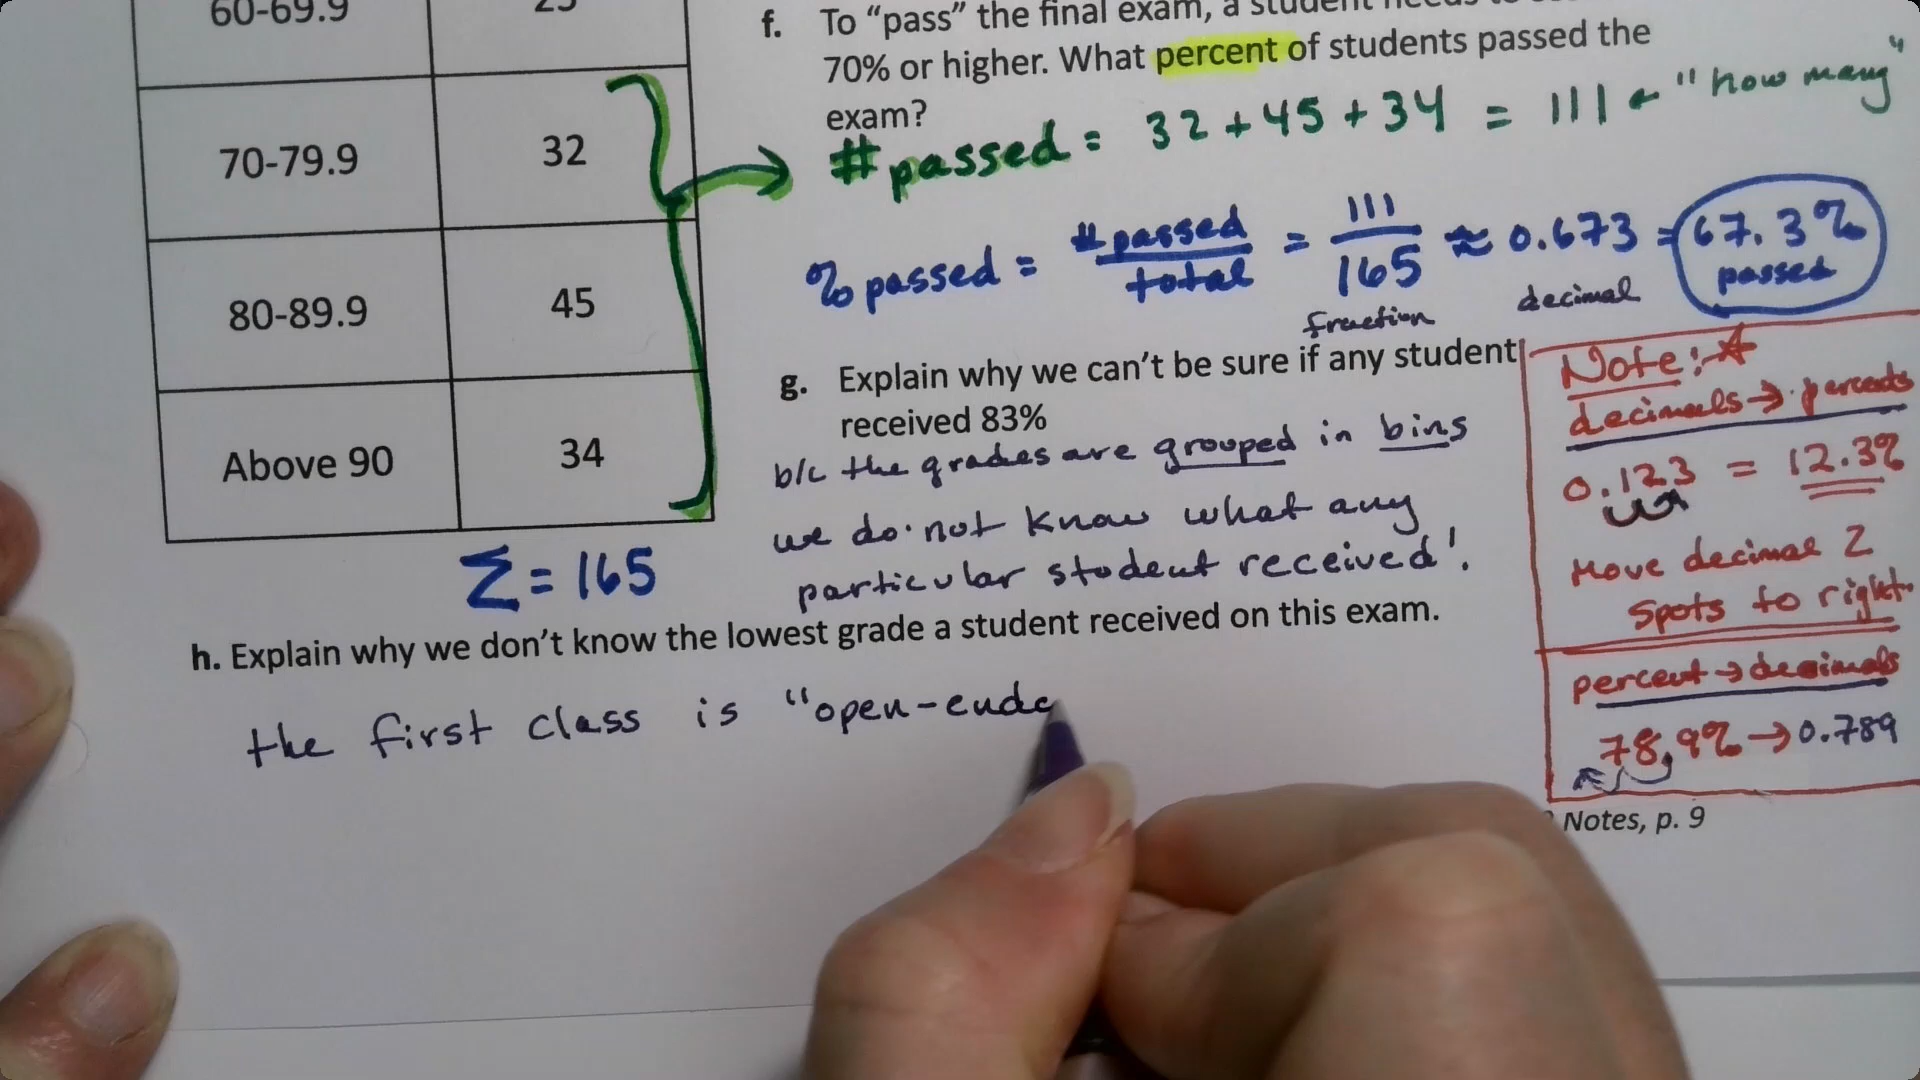 60-69.9
70-79.9 32
80-89.9 45
Above 90 34
Σ = 165
f. To "pass" the final exam, a student
70% or higher. What percent of students passed the
exam?
#passed = 32 + 45 + 34 = 111 ← "how many"
% passed = #passed/total = 111/165 ≈ 0.673 = 67.3% passed
fraction decimal
g. Explain why we can't be sure if any student
received 83%
b/c the grades are grouped in bins
we do not know what any
particular student received!
h. Explain why we don't know the lowest grade a student received on this exam.
the first class is "open-ende
Note:
decimals → percents
0.123 = 12.3%
Move decimal 2
spots to right.
percent → decimals
78.9% → 0.789
Notes, p. 9